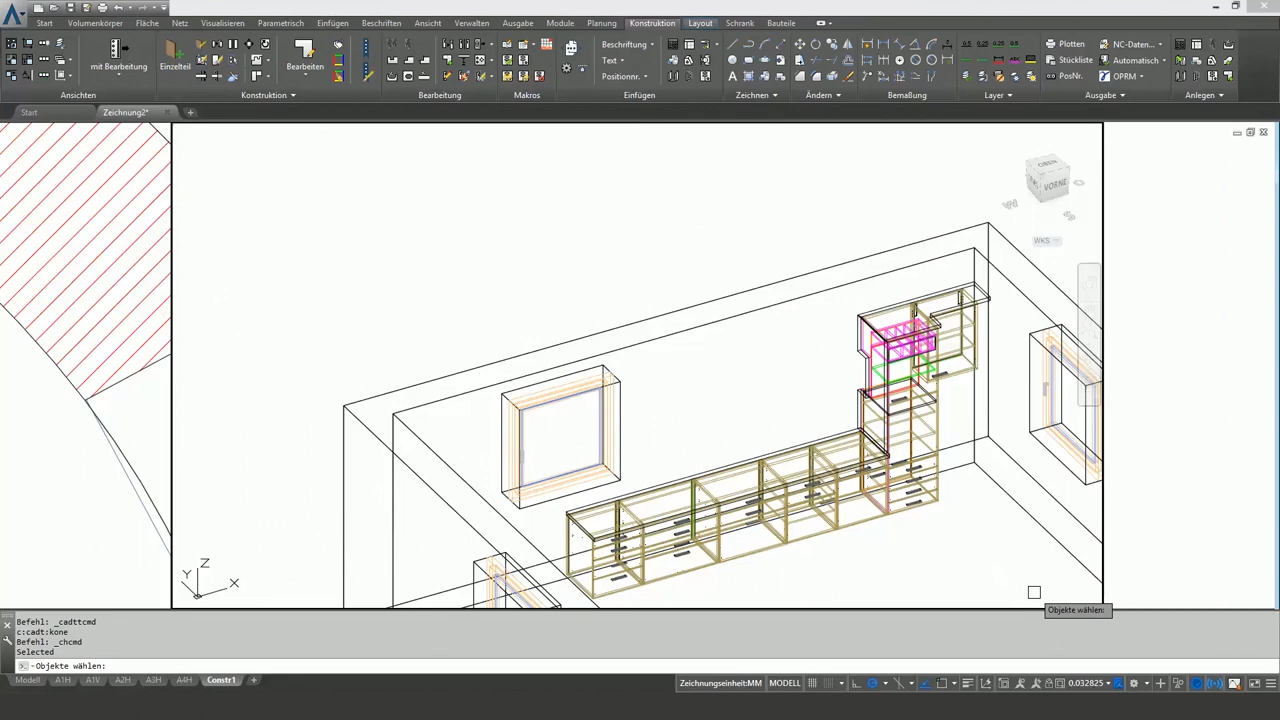 Start Volumenkörper Fläche Netz Visualisieren Parametrisch Einfügen Beschriften Ansicht Verwalten Ausgabe Module Planung Konstruktion Layout Schrank Bauteile
mit Bearbeitung Einzelteil Bearbeiten Beschriftung Text Positionnr. Plotten Stückliste PosNr. NC-Daten... Automatisch OPRM
Ansichten Konstruktion Bearbeitung Makros Einfügen Zeichnen Ändern Bemaßung Layer Ausgabe Anlegen
Start Zeichnung2*
OBEN
VORNE
WKS
Z
Y
X
Objekte wählen:
Befehl: _cadttcmd
c:cadt:kone
Befehl: _chcmd
Selected
Objekte wählen:
Modell A1H A1V A2H A3H A4H Constr1
Zeichnungseinheit:MM MODELL 0.032825